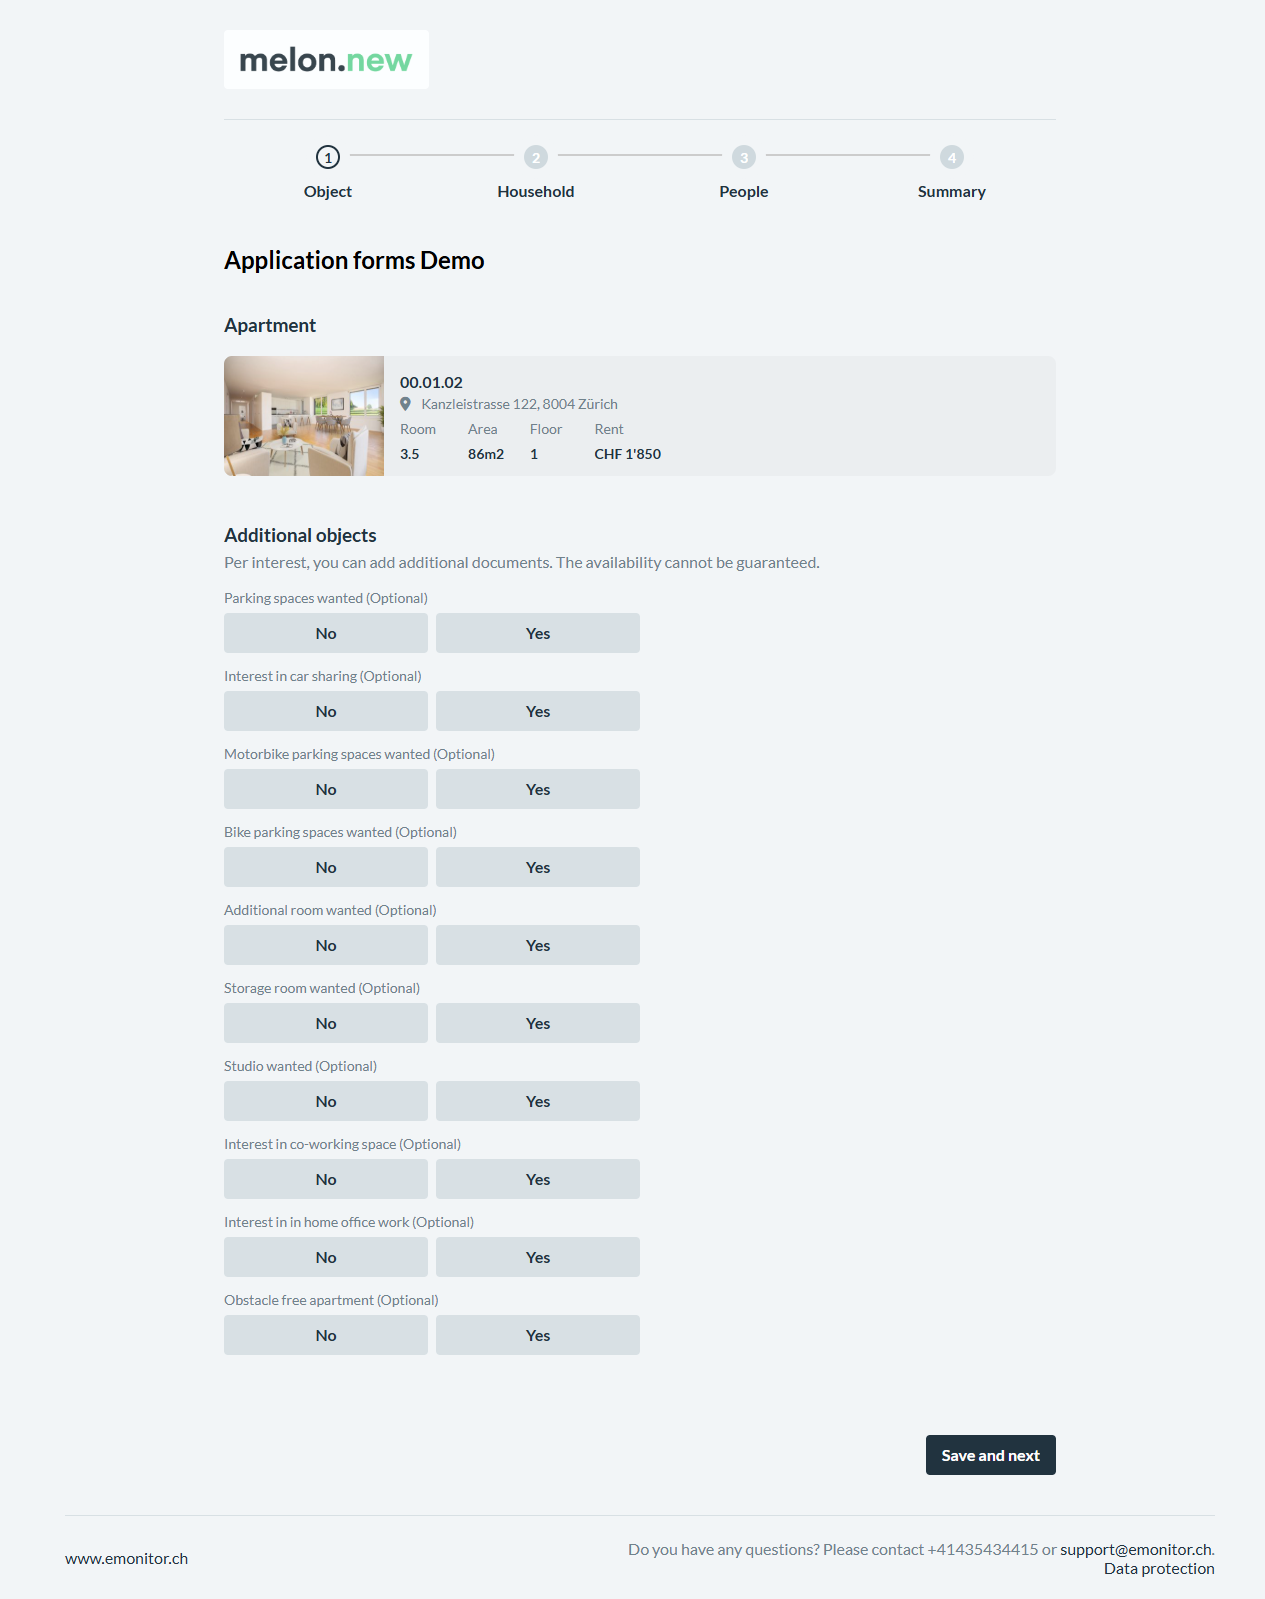 melon.new
1
2
3
4
Object
Household
People
Summary
Application forms Demo
Apartment
00.01.02
Kanzleistrasse 122, 8004 Zürich
Room
Area
Floor
Rent
3.5
86m2
1
CHF 1'850
Additional objects
Per interest, you can add additional documents. The availability cannot be guaranteed.
Parking spaces wanted (Optional)
No
Yes
Interest in car sharing (Optional)
No
Yes
Motorbike parking spaces wanted (Optional)
No
Yes
Bike parking spaces wanted (Optional)
No
Yes
Additional room wanted (Optional)
No
Yes
Storage room wanted (Optional)
No
Yes
Studio wanted (Optional)
No
Yes
Interest in co-working space (Optional)
No
Yes
Interest in in home office work (Optional)
No
Yes
Obstacle free apartment (Optional)
No
Yes
Save and next
www.emonitor.ch
Do you have any questions? Please contact +41435434415 or support@emonitor.ch.
Data protection